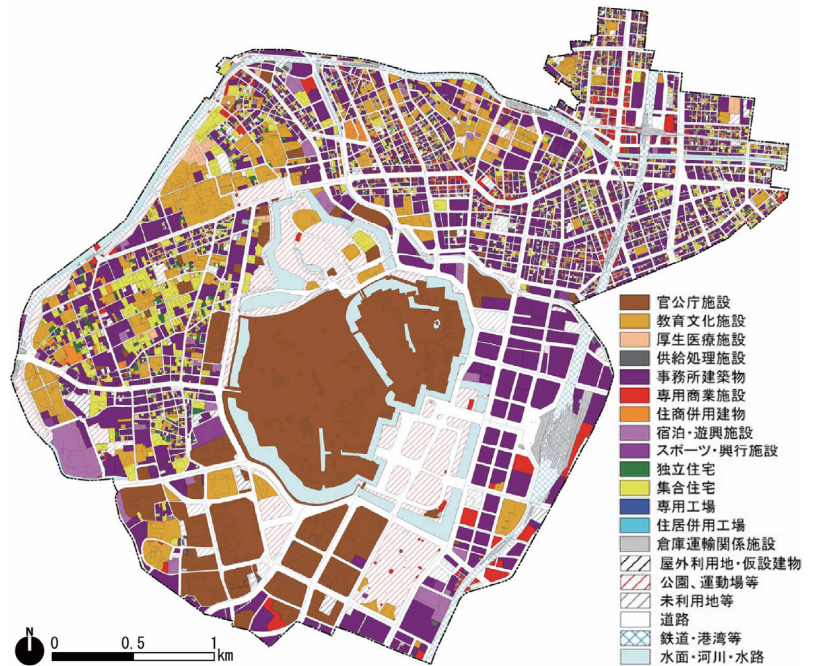 官公庁施設
教育文化施設
厚生医療施設
供給処理施設
事務所建築物
専用商業施設
住商併用建物
宿泊・遊興施設
スポーツ・興行施設
独立住宅
集合住宅
専用工場
住居併用工場
倉庫運輸関係施設
屋外利用地・仮設建物
公園、運動場等
未利用地等
道路
鉄道・港湾等
水面・河川・水路
N 0 0.5 1
km